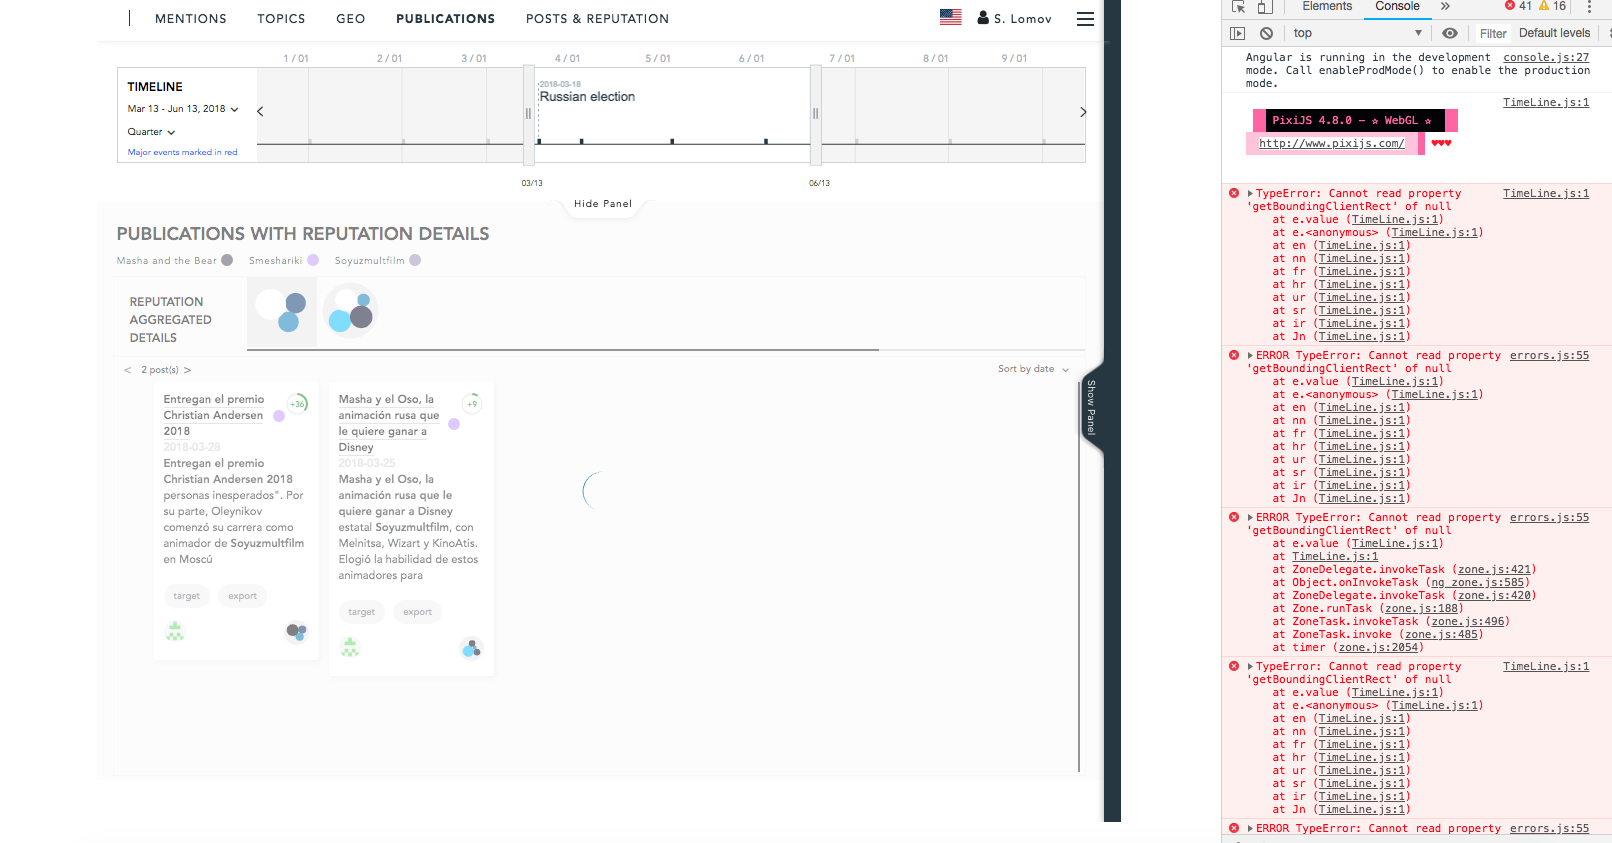 MENTIONS TOPICS GEO PUBLICATIONS POSTS & REPUTATION S. Lomov
1 / 01 2 / 01 3 / 01 4 / 01 5 / 01 6 / 01 7 / 01 8 / 01 9 / 01
TIMELINE
Mar 13 - Jun 13, 2018
Quarter
Major events marked in red
2018-03-18
Russian election
03/13 06/13
Hide Panel
PUBLICATIONS WITH REPUTATION DETAILS
Masha and the Bear Smeshariki Soyuzmultfilm
REPUTATION
AGGREGATED
DETAILS
< 2 post(s) >
Sort by date
Entregan el premio
Christian Andersen
2018
+36
2018-03-28
Entregan el premio
Christian Andersen 2018
personas inesperados". Por
su parte, Oleynikov
comenzó su carrera como
animador de Soyuzmultfilm
en Moscú
target export
Masha y el Oso, la
animación rusa que
le quiere ganar a
Disney
+9
2018-03-25
Masha y el Oso, la
animación rusa que le
quiere ganar a Disney
estatal Soyuzmultfilm, con
Melnitsa, Wizart y KinoAtis.
Elogió la habilidad de estos
animadores para
target export
Show Panel
Elements Console » 41 16
top Filter Default levels
Angular is running in the development console.js:27
mode. Call enableProdMode() to enable the production
mode.
TimeLine.js:1
PixiJS 4.8.0 - ✰ WebGL ✰
http://www.pixijs.com/ ♥♥♥
TypeError: Cannot read property TimeLine.js:1
'getBoundingClientRect' of null
at e.value (TimeLine.js:1)
at e.<anonymous> (TimeLine.js:1)
at en (TimeLine.js:1)
at nn (TimeLine.js:1)
at fr (TimeLine.js:1)
at hr (TimeLine.js:1)
at ur (TimeLine.js:1)
at sr (TimeLine.js:1)
at ir (TimeLine.js:1)
at Jn (TimeLine.js:1)
ERROR TypeError: Cannot read property errors.js:55
'getBoundingClientRect' of null
at e.value (TimeLine.js:1)
at e.<anonymous> (TimeLine.js:1)
at en (TimeLine.js:1)
at nn (TimeLine.js:1)
at fr (TimeLine.js:1)
at hr (TimeLine.js:1)
at ur (TimeLine.js:1)
at sr (TimeLine.js:1)
at ir (TimeLine.js:1)
at Jn (TimeLine.js:1)
ERROR TypeError: Cannot read property errors.js:55
'getBoundingClientRect' of null
at e.value (TimeLine.js:1)
at TimeLine.js:1
at ZoneDelegate.invokeTask (zone.js:421)
at Object.onInvokeTask (ng_zone.js:585)
at ZoneDelegate.invokeTask (zone.js:420)
at Zone.runTask (zone.js:188)
at ZoneTask.invokeTask (zone.js:496)
at ZoneTask.invoke (zone.js:485)
at timer (zone.js:2054)
TypeError: Cannot read property TimeLine.js:1
'getBoundingClientRect' of null
at e.value (TimeLine.js:1)
at e.<anonymous> (TimeLine.js:1)
at en (TimeLine.js:1)
at nn (TimeLine.js:1)
at fr (TimeLine.js:1)
at hr (TimeLine.js:1)
at ur (TimeLine.js:1)
at sr (TimeLine.js:1)
at ir (TimeLine.js:1)
at Jn (TimeLine.js:1)
ERROR TypeError: Cannot read property errors.js:55